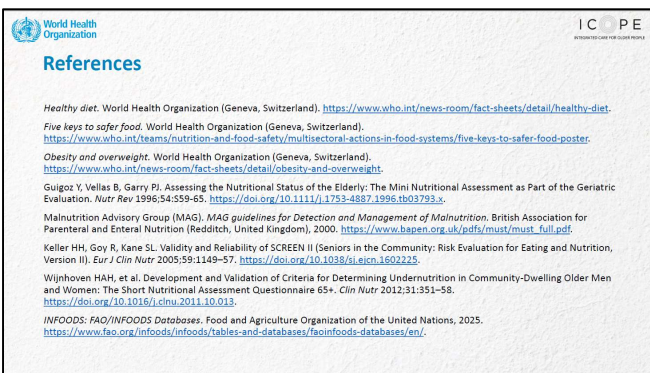 World Health
Organization
ICOPE
INTEGRATED CARE FOR OLDER PEOPLE
References
Healthy diet. World Health Organization (Geneva, Switzerland). https://www.who.int/news-room/fact-sheets/detail/healthy-diet.
Five keys to safer food. World Health Organization (Geneva, Switzerland).
https://www.who.int/teams/nutrition-and-food-safety/multisectoral-actions-in-food-systems/five-keys-to-safer-food-poster.
Obesity and overweight. World Health Organization (Geneva, Switzerland).
https://www.who.int/news-room/fact-sheets/detail/obesity-and-overweight.
Guigoz Y, Vellas B, Garry PJ. Assessing the Nutritional Status of the Elderly: The Mini Nutritional Assessment as Part of the Geriatric
Evaluation. Nutr Rev 1996;54:S59-65. https://doi.org/10.1111/j.1753-4887.1996.tb03793.x.
Malnutrition Advisory Group (MAG). MAG guidelines for Detection and Management of Malnutrition. British Association for
Parenteral and Enteral Nutrition (Redditch, United Kingdom), 2000. https://www.bapen.org.uk/pdfs/must/must_full.pdf.
Keller HH, Goy R, Kane SL. Validity and Reliability of SCREEN II (Seniors in the Community: Risk Evaluation for Eating and Nutrition,
Version II). Eur J Clin Nutr 2005;59:1149–57. https://doi.org/10.1038/sj.ejcn.1602225.
Wijnhoven HAH, et al. Development and Validation of Criteria for Determining Undernutrition in Community-Dwelling Older Men
and Women: The Short Nutritional Assessment Questionnaire 65+. Clin Nutr 2012;31:351–58.
https://doi.org/10.1016/j.clnu.2011.10.013.
INFOODS: FAO/INFOODS Databases. Food and Agriculture Organization of the United Nations, 2025.
https://www.fao.org/infoods/infoods/tables-and-databases/faoinfoods-databases/en/.